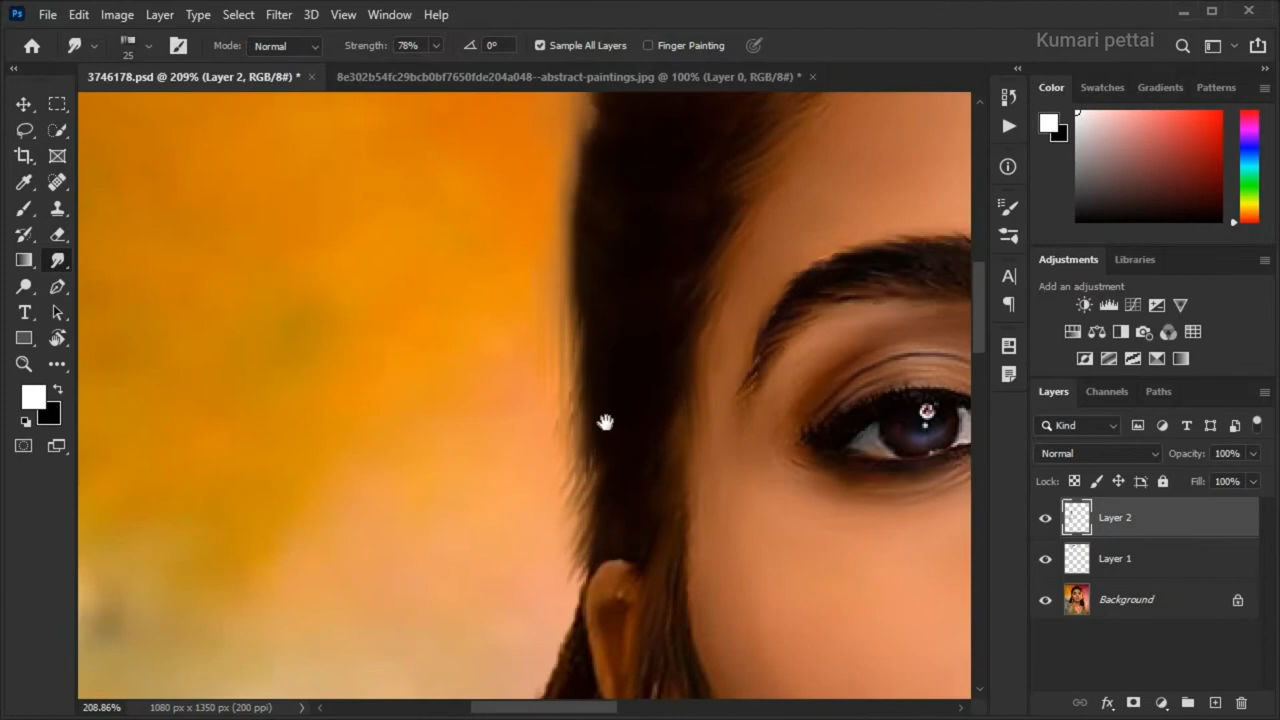 Ps File Edit Image Layer Type Select Filter 3D View Window Help
25 Mode: Normal Strength: 78% 0° Sample All Layers Finger Painting
Kumari pettai
3746178.psd @ 209% (Layer 2, RGB/8#) * 8e302b54fc29bcb0bf7650fde204a048--abstract-paintings.jpg @ 100% (Layer 0, RGB/8#) *
Color Swatches Gradients Patterns
Adjustments Libraries
Add an adjustment
Layers Channels Paths
Kind
Normal Opacity: 100%
Lock: Fill: 100%
Layer 2
Layer 1
Background
208.86% 1080 px x 1350 px (200 ppi)